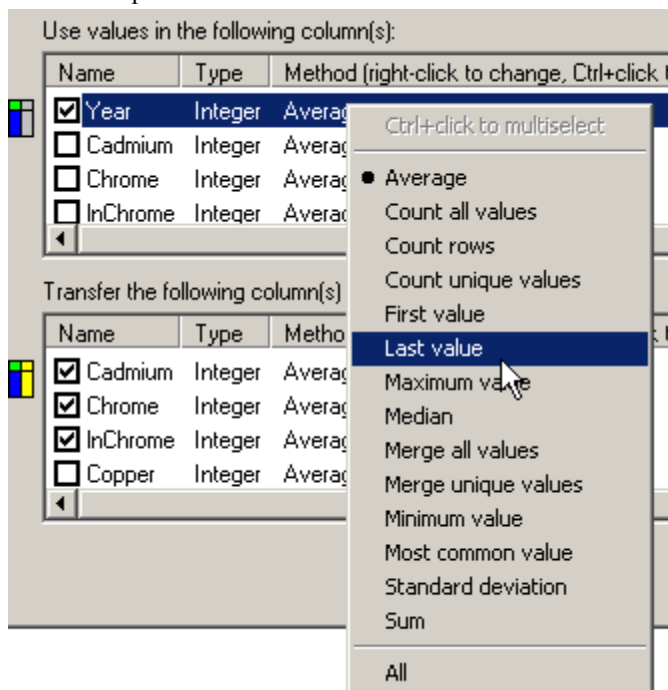 Use values in the following column(s):
Name Type Method (right-click to change, Ctrl+click
Year Integer Averag
Cadmium Integer Averag
Chrome Integer Averag
InChrome Integer Averag
Transfer the following column(s)
Name Type Metho
Cadmium Integer Averag
Chrome Integer Averag
InChrome Integer Averag
Copper Integer Averag
Ctrl+click to multiselect
Average
Count all values
Count rows
Count unique values
First value
Last value
Maximum value
Median
Merge all values
Merge unique values
Minimum value
Most common value
Standard deviation
Sum
All